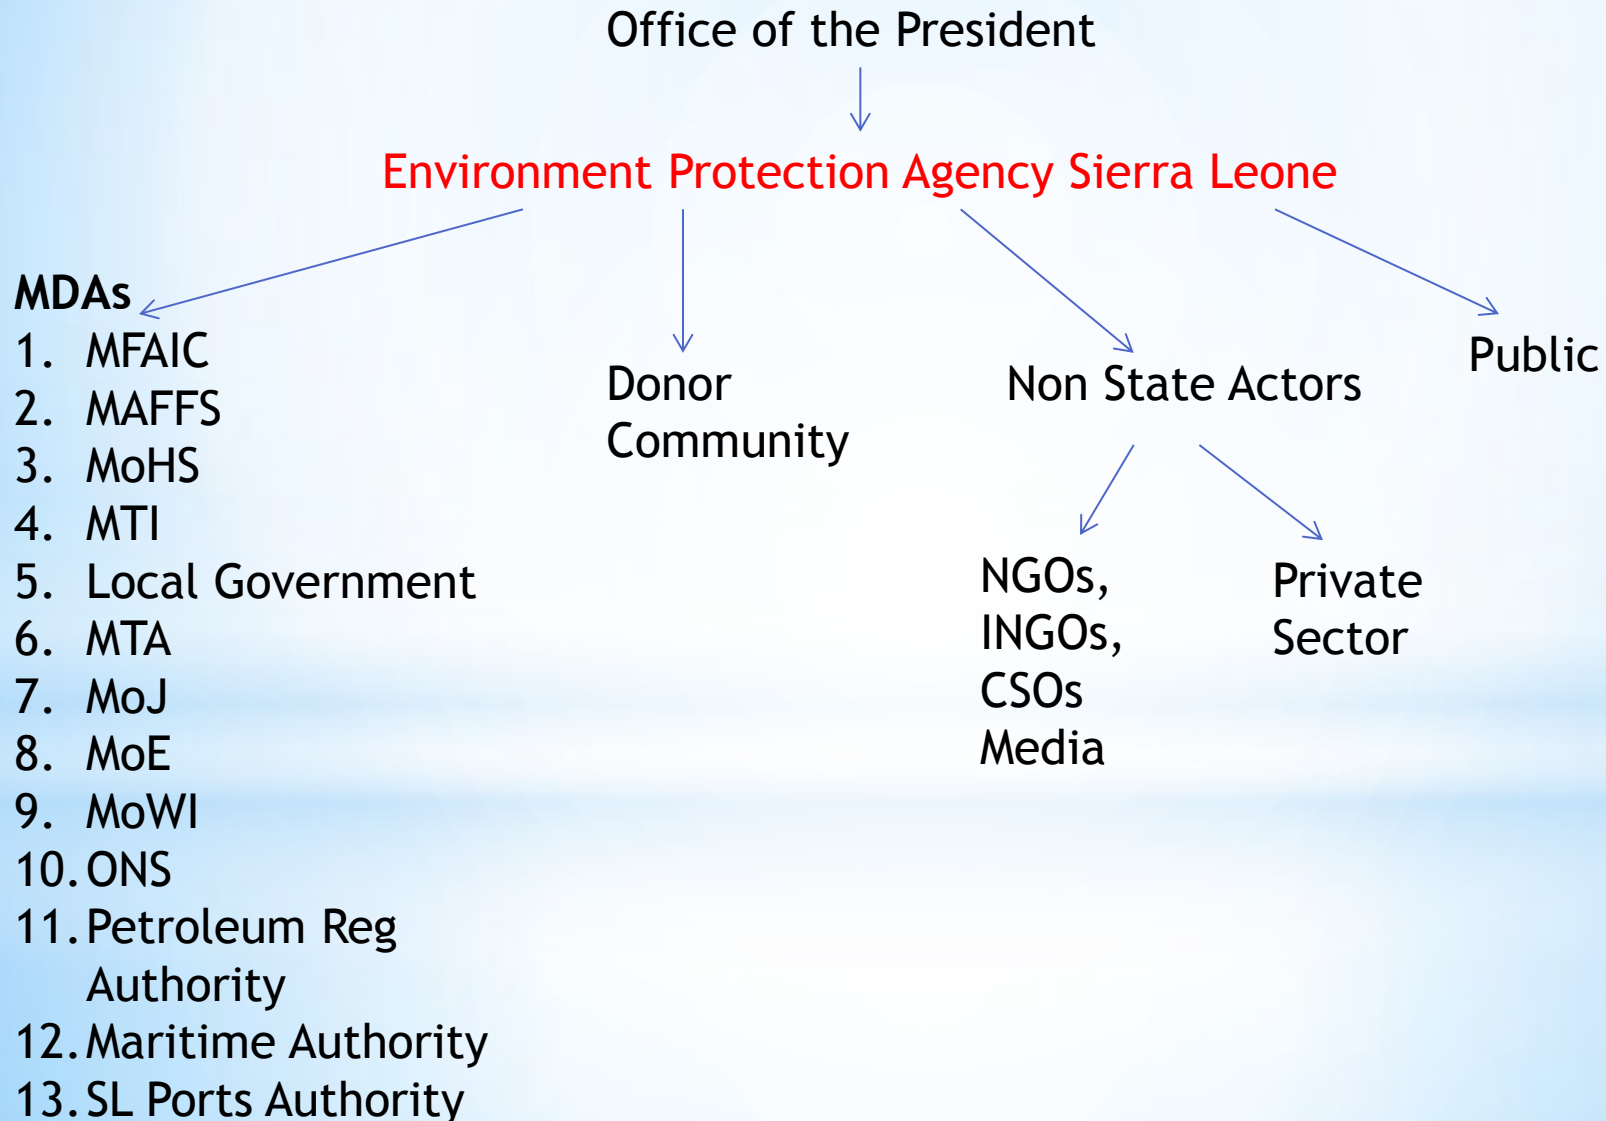 Office of the President
Environment Protection Agency Sierra Leone
MDAs
1. MFAIC
2. MAFFS
3. MoHS
4. MTI
5. Local Government
6. MTA
7. MoJ
8. MoE
9. MoWI
10. ONS
11. Petroleum Reg
Authority
12. Maritime Authority
13. SL Ports Authority
Donor
Community
Non State Actors
NGOs,
INGOs,
CSOs
Media
Private
Sector
Public